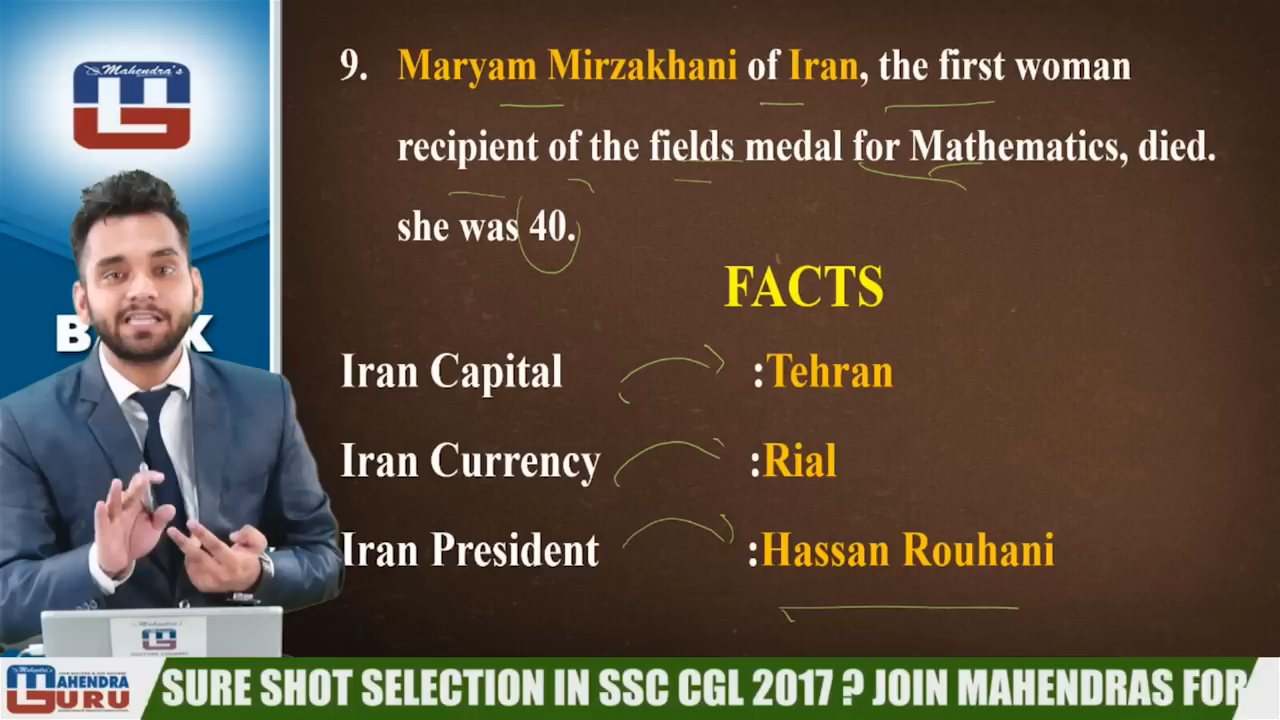 Mahendra's
9. Maryam Mirzakhani of Iran, the first woman
recipient of the fields medal for Mathematics, died.
she was 40.
FACTS
B K
Iran Capital :Tehran
Iran Currency :Rial
Iran President :Hassan Rouhani
Mahendra's
MAHENDRA
GURU
SURE SHOT SELECTION IN SSC CGL 2017 ? JOIN MAHENDRAS FOR